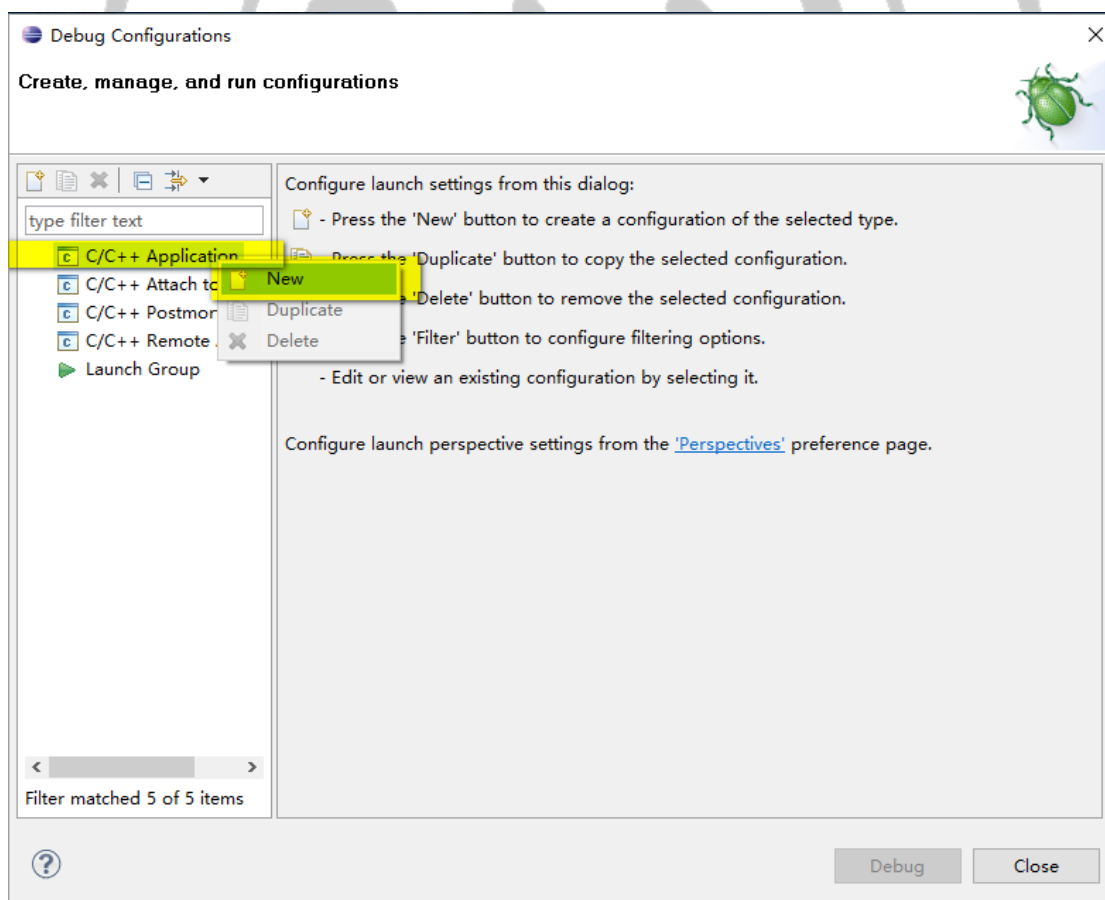 Debug Configurations
Create, manage, and run configurations
type filter text
C/C++ Application
C/C++ Attach to
C/C++ Postmor
C/C++ Remote
Launch Group
New
Duplicate
Delete
Filter matched 5 of 5 items
Configure launch settings from this dialog:
- Press the 'New' button to create a configuration of the selected type.
- Press the 'Duplicate' button to copy the selected configuration.
'Delete' button to remove the selected configuration.
'Filter' button to configure filtering options.
- Edit or view an existing configuration by selecting it.
Configure launch perspective settings from the 'Perspectives' preference page.
Debug
Close